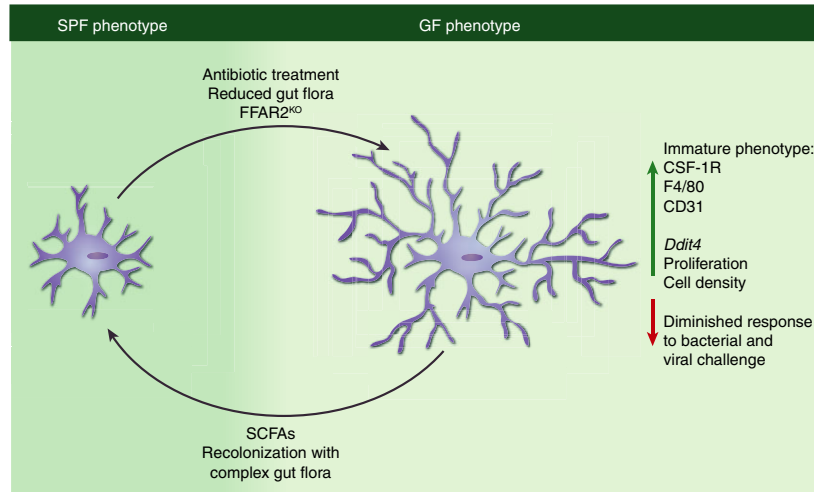 SPF phenotype
GF phenotype
Antibiotic treatment
Reduced gut flora
FFAR2ᴷᴼ
Immature phenotype:
CSF-1R
F4/80
CD31
Ddit4
Proliferation
Cell density
Diminished response
to bacterial and
viral challenge
SCFAs
Recolonization with
complex gut flora